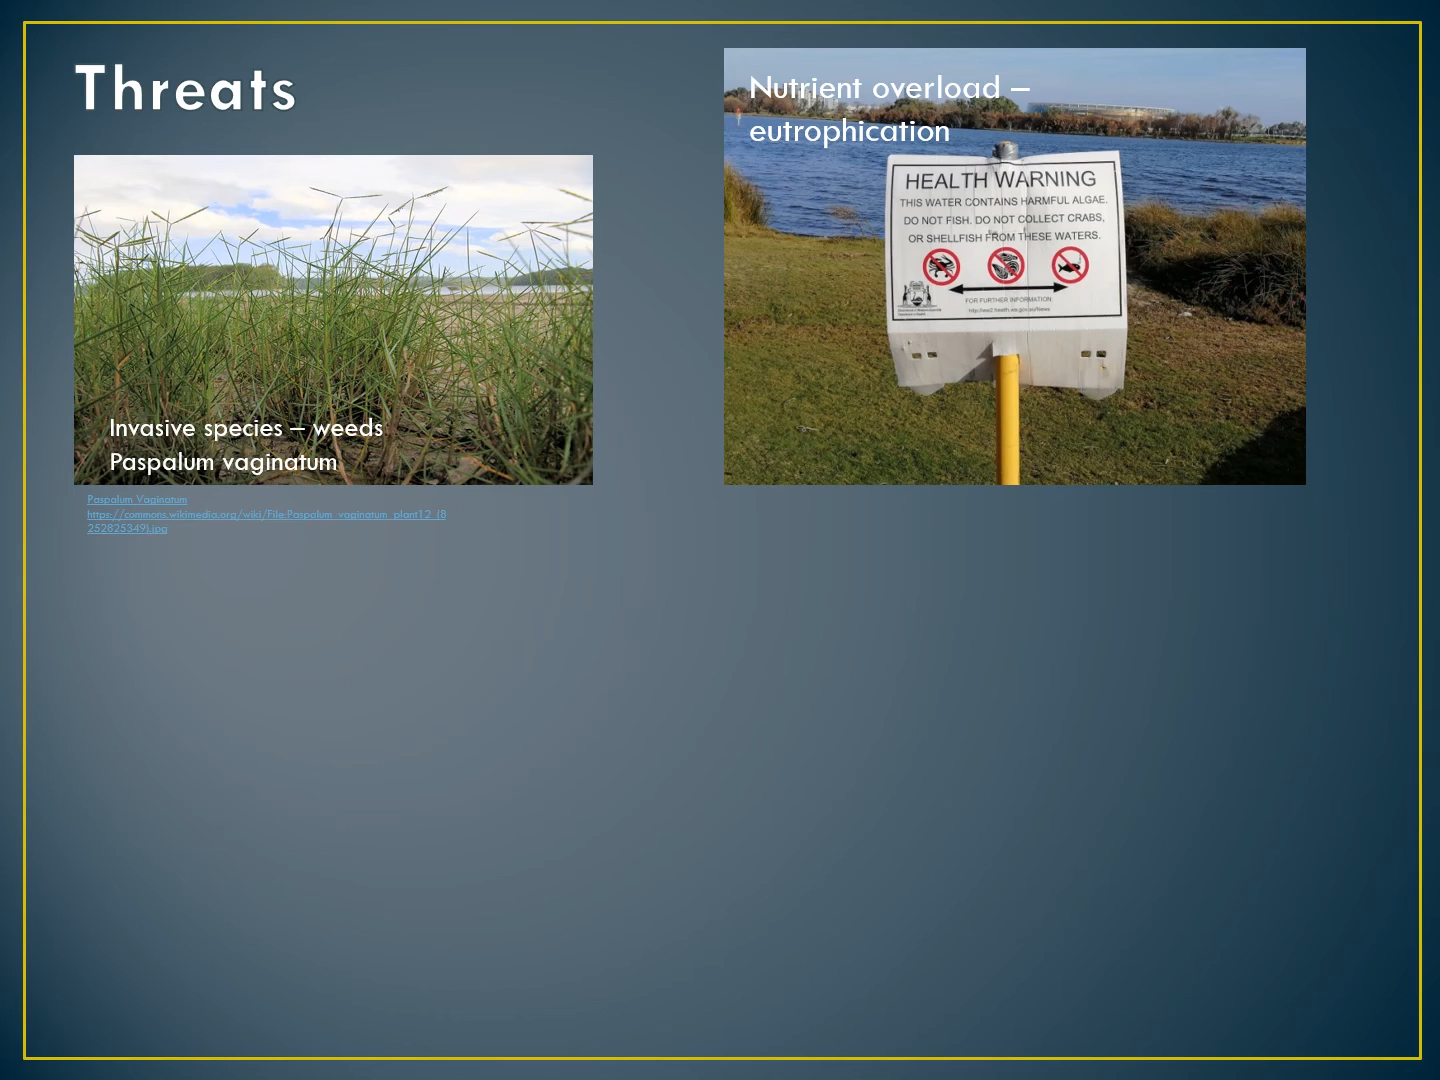 Threats
Invasive species – weeds
Paspalum vaginatum
Paspalum Vaginatum
https://commons.wikimedia.org/wiki/File:Paspalum_vaginatum_plant12_(8
252825349).jpg
Nutrient overload –
eutrophication
HEALTH WARNING
THIS WATER CONTAINS HARMFUL ALGAE.
DO NOT FISH. DO NOT COLLECT CRABS,
OR SHELLFISH FROM THESE WATERS.
FOR FURTHER INFORMATION